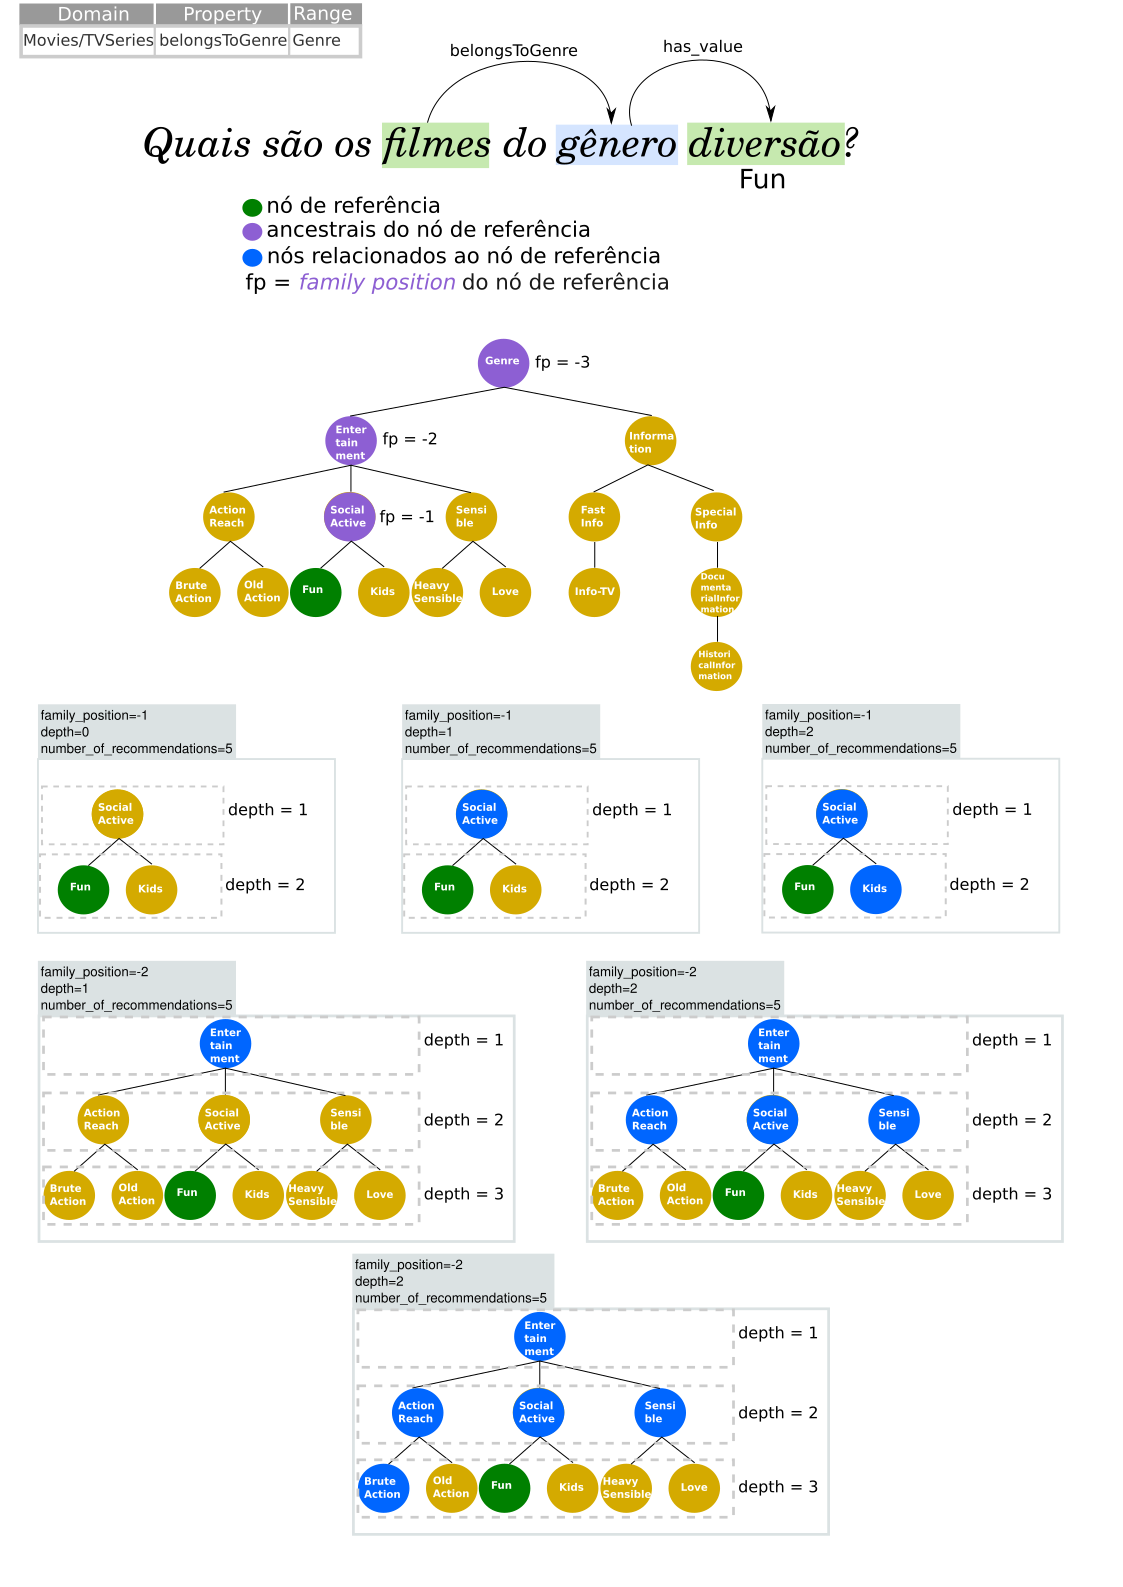 Domain Property Range
Movies/TVSeries belongsToGenre Genre
belongsToGenre has_value
Quais são os filmes do gênero diversão?
Fun
nó de referência
ancestrais do nó de referência
nós relacionados ao nó de referência
fp = family position do nó de referência
Genre fp = -3
Enter
tain
ment
fp = -2
Informa
tion
Action
Reach
Social
Active
fp = -1
Sensi
ble
Fast
Info
Special
Info
Brute
Action
Old
Action
Fun
Kids
Heavy
Sensible
Love
Info-TV
Docu
menta
rialInfor
mation
Histori
calInfor
mation
family_position=-1
depth=0
number_of_recommendations=5
Social
Active
depth = 1
Fun
Kids
depth = 2
family_position=-1
depth=1
number_of_recommendations=5
Social
Active
depth = 1
Fun
Kids
depth = 2
family_position=-1
depth=2
number_of_recommendations=5
Social
Active
depth = 1
Fun
Kids
depth = 2
family_position=-2
depth=1
number_of_recommendations=5
Enter
tain
ment
depth = 1
Action
Reach
Social
Active
Sensi
ble
depth = 2
Brute
Action
Old
Action
Fun
Kids
Heavy
Sensible
Love
depth = 3
family_position=-2
depth=2
number_of_recommendations=5
Enter
tain
ment
depth = 1
Action
Reach
Social
Active
Sensi
ble
depth = 2
Brute
Action
Old
Action
Fun
Kids
Heavy
Sensible
Love
depth = 3
family_position=-2
depth=2
number_of_recommendations=5
Enter
tain
ment
depth = 1
Action
Reach
Social
Active
Sensi
ble
depth = 2
Brute
Action
Old
Action
Fun
Kids
Heavy
Sensible
Love
depth = 3